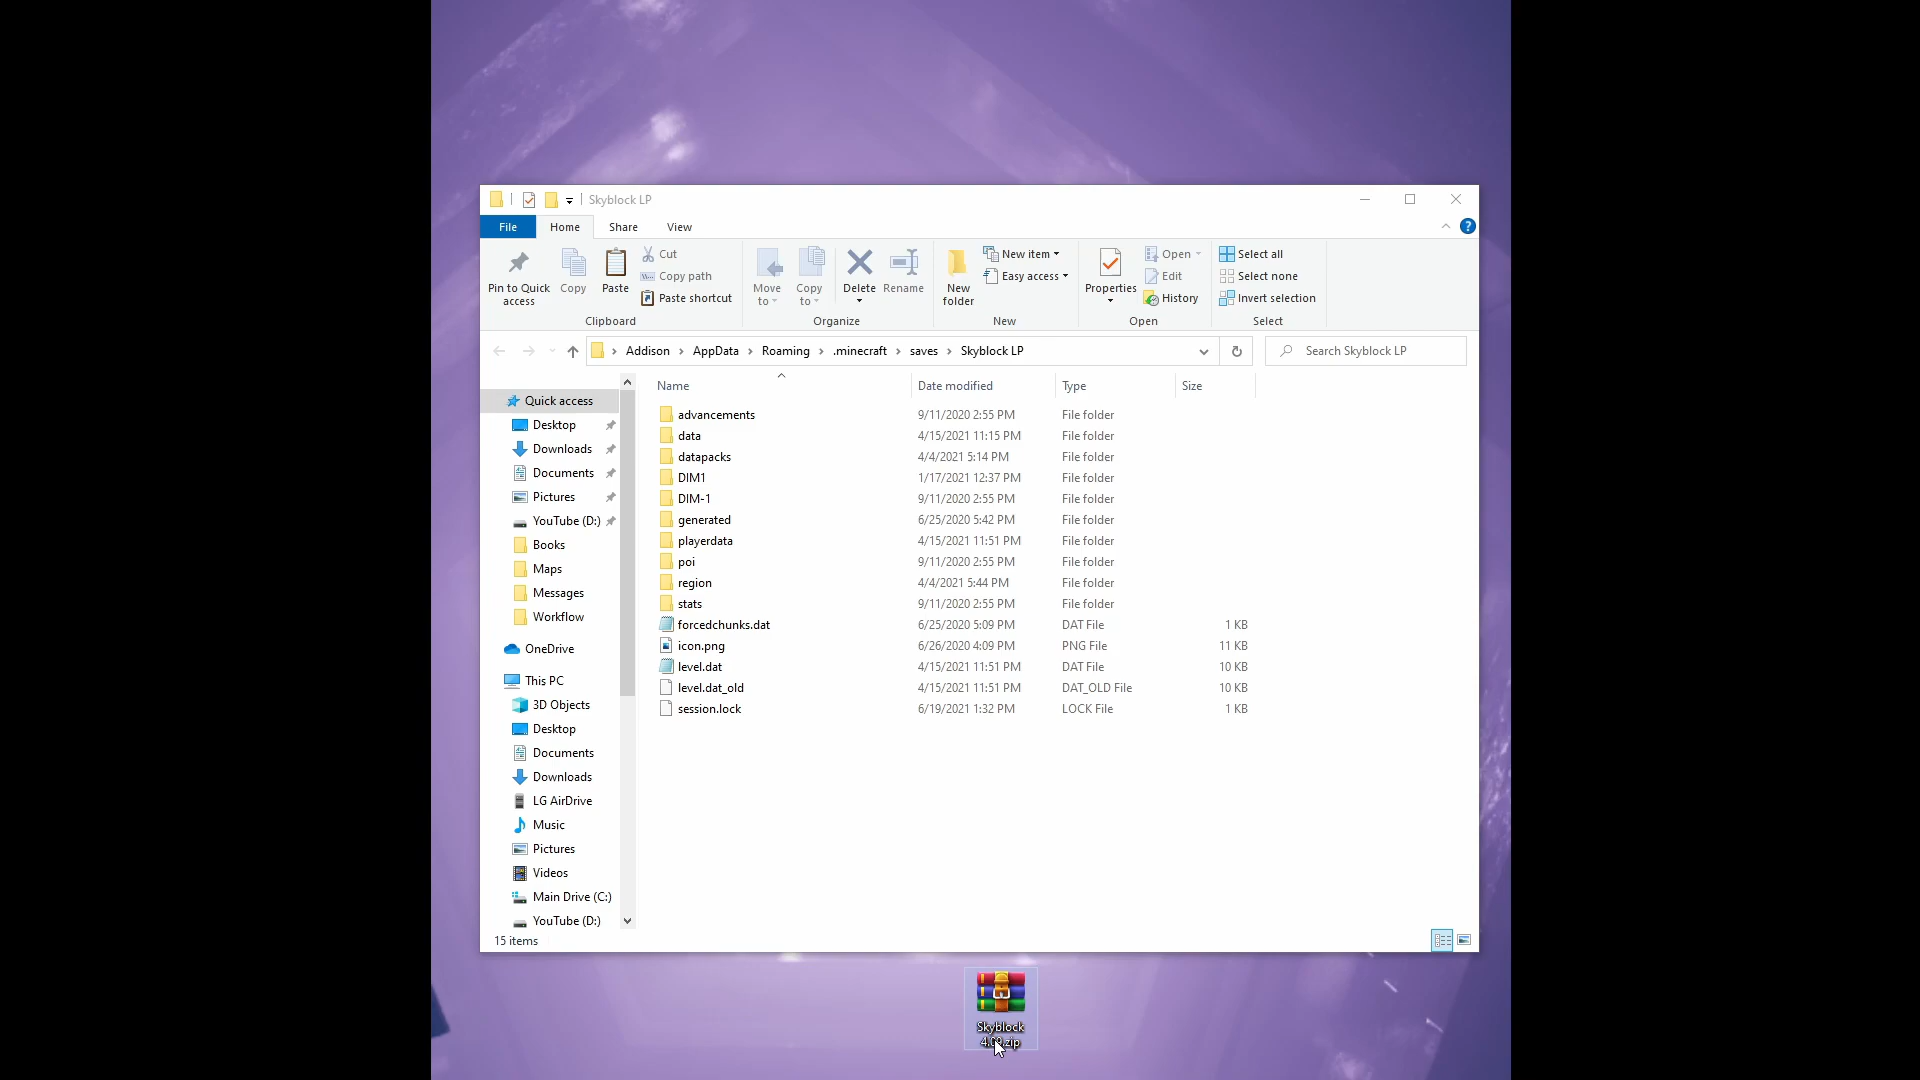 Skyblock LP
File Home Share View
Pin to Quick access
Copy
Paste
Cut
Copy path
Paste shortcut
Clipboard
Move to
Copy to
Delete
Rename
Organize
New folder
New item
Easy access
New
Properties
Open
Edit
History
Open
Select all
Select none
Invert selection
Select
Addison AppData Roaming .minecraft saves Skyblock LP
Search Skyblock LP
Quick access
Desktop
Downloads
Documents
Pictures
YouTube (D:)
Books
Maps
Messages
Workflow
OneDrive
This PC
3D Objects
Desktop
Documents
Downloads
LG AirDrive
Music
Pictures
Videos
Main Drive (C:)
YouTube (D:)
Name Date modified Type Size
advancements 9/11/2020 2:55 PM File folder
data 4/15/2021 11:15 PM File folder
datapacks 4/4/2021 5:14 PM File folder
DIM1 1/17/2021 12:37 PM File folder
DIM-1 9/11/2020 2:55 PM File folder
generated 6/25/2020 5:42 PM File folder
playerdata 4/15/2021 11:51 PM File folder
poi 9/11/2020 2:55 PM File folder
region 4/4/2021 5:44 PM File folder
stats 9/11/2020 2:55 PM File folder
forcedchunks.dat 6/25/2020 5:09 PM DAT File 1 KB
icon.png 6/26/2020 4:09 PM PNG File 11 KB
level.dat 4/15/2021 11:51 PM DAT File 10 KB
level.dat_old 4/15/2021 11:51 PM DAT_OLD File 10 KB
session.lock 6/19/2021 1:32 PM LOCK File 1 KB
15 items
Skyblock